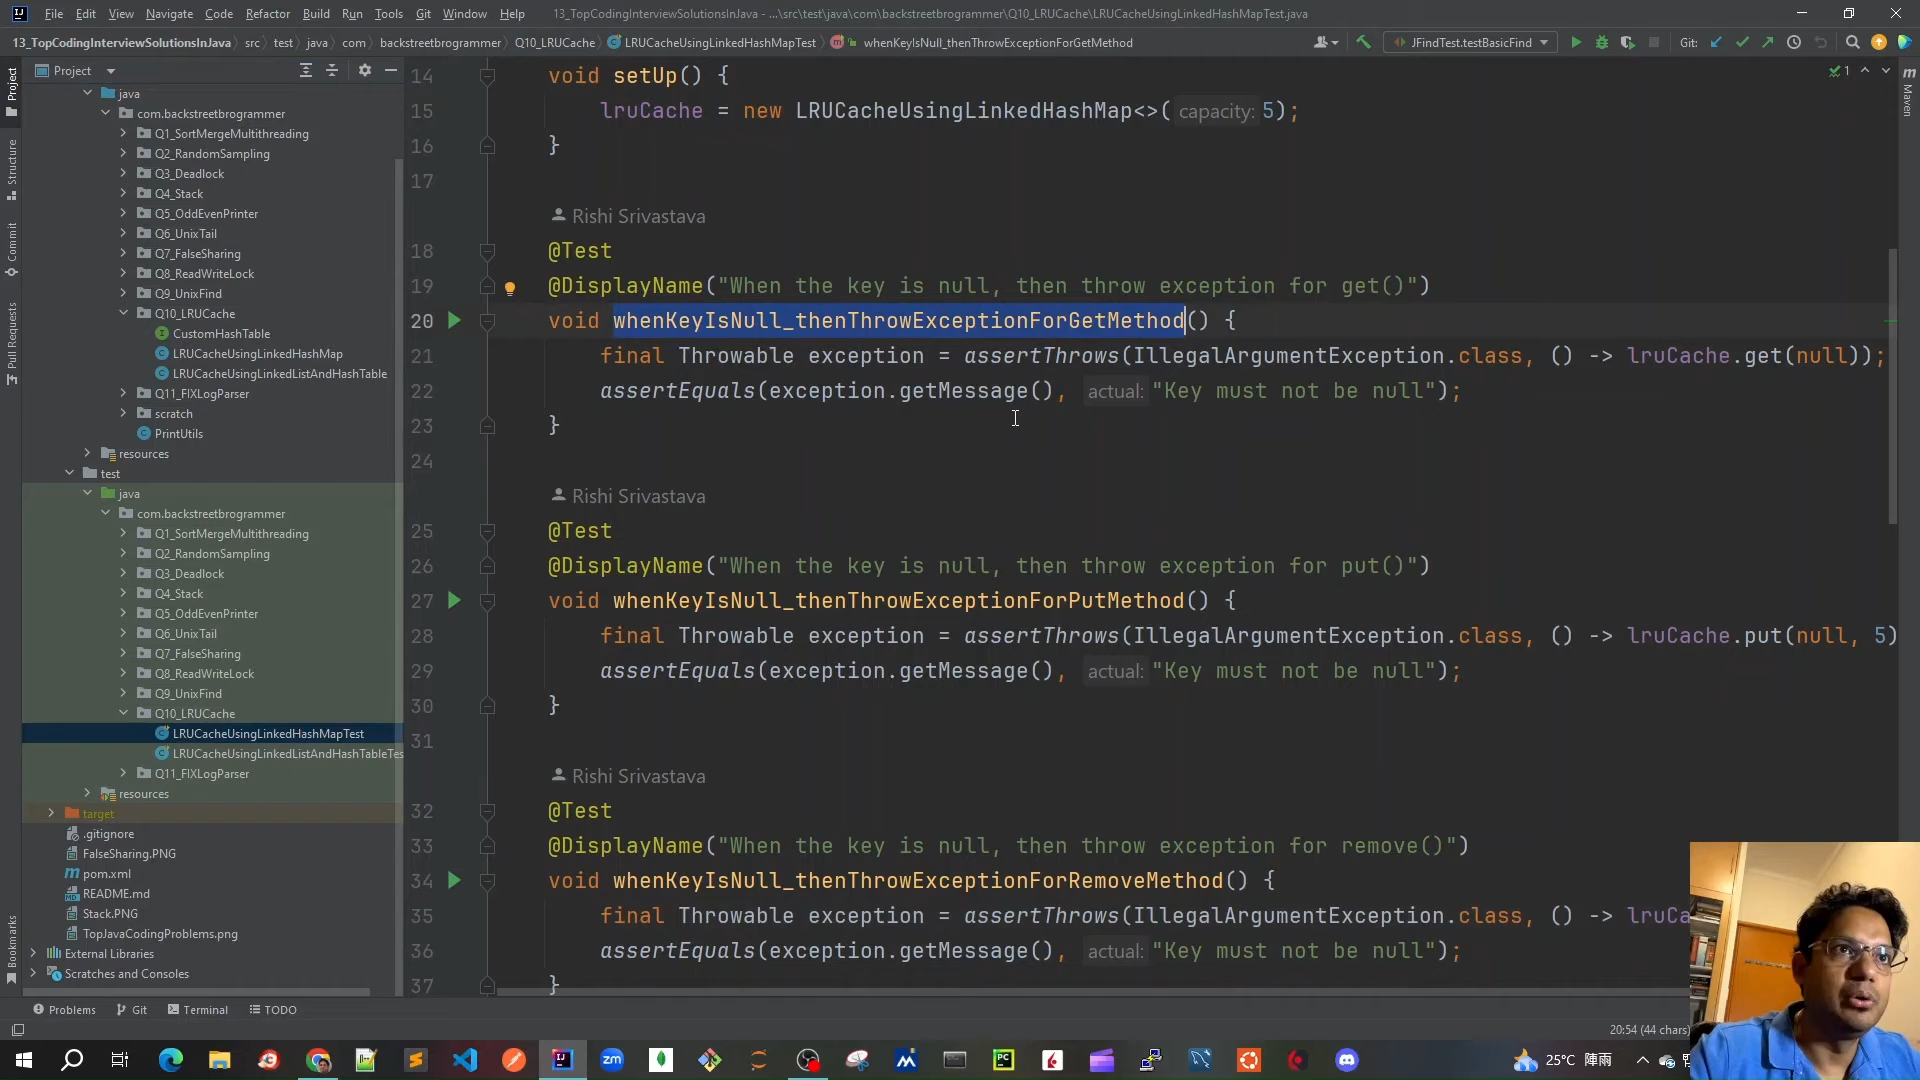 File Edit View Navigate Code Refactor Build Run Tools Git Window Help 13_TopCodingInterviewSolutionsInJava - ...\src\test\java\com\backstreetbrogrammer\Q10_LRUCache\LRUCacheUsingLinkedHashMapTest.java
13_TopCodingInterviewSolutionsInJava src test java com backstreetbrogrammer Q10_LRUCache LRUCacheUsingLinkedHashMapTest whenKeyIsNull_thenThrowExceptionForGetMethod JFindTest.testBasicFind Git:
Project
java
com.backstreetbrogrammer
Q1_SortMergeMultithreading
Q2_RandomSampling
Q3_Deadlock
Q4_Stack
Q5_OddEvenPrinter
Q6_UnixTail
Q7_FalseSharing
Q8_ReadWriteLock
Q9_UnixFind
Q10_LRUCache
CustomHashTable
LRUCacheUsingLinkedHashMap
LRUCacheUsingLinkedListAndHashTable
Q11_FIXLogParser
scratch
PrintUtils
resources
test
java
com.backstreetbrogrammer
Q1_SortMergeMultithreading
Q2_RandomSampling
Q3_Deadlock
Q4_Stack
Q5_OddEvenPrinter
Q6_UnixTail
Q7_FalseSharing
Q8_ReadWriteLock
Q9_UnixFind
Q10_LRUCache
LRUCacheUsingLinkedHashMapTest
LRUCacheUsingLinkedListAndHashTableTes
Q11_FIXLogParser
resources
target
.gitignore
FalseSharing.PNG
pom.xml
README.md
Stack.PNG
TopJavaCodingProblems.png
External Libraries
Scratches and Consoles
Project
Structure
Commit
Pull Requests
Bookmarks
14 void setUp() {
15 lruCache = new LRUCacheUsingLinkedHashMap<>( capacity: 5);
16 }
17
Rishi Srivastava
18 @Test
19 @DisplayName("When the key is null, then throw exception for get()")
20 void whenKeyIsNull_thenThrowExceptionForGetMethod() {
21 final Throwable exception = assertThrows(IllegalArgumentException.class, () -> lruCache.get(null));
22 assertEquals(exception.getMessage(), actual: "Key must not be null");
23 }
24
Rishi Srivastava
25 @Test
26 @DisplayName("When the key is null, then throw exception for put()")
27 void whenKeyIsNull_thenThrowExceptionForPutMethod() {
28 final Throwable exception = assertThrows(IllegalArgumentException.class, () -> lruCache.put(null, 5)
29 assertEquals(exception.getMessage(), actual: "Key must not be null");
30 }
31
Rishi Srivastava
32 @Test
33 @DisplayName("When the key is null, then throw exception for remove()")
34 void whenKeyIsNull_thenThrowExceptionForRemoveMethod() {
35 final Throwable exception = assertThrows(IllegalArgumentException.class, () -> lruCa
36 assertEquals(exception.getMessage(), actual: "Key must not be null");
37 }
1
Maven
Problems Git Terminal TODO
20:54 (44 chars)
zm PC 25°C 陣雨